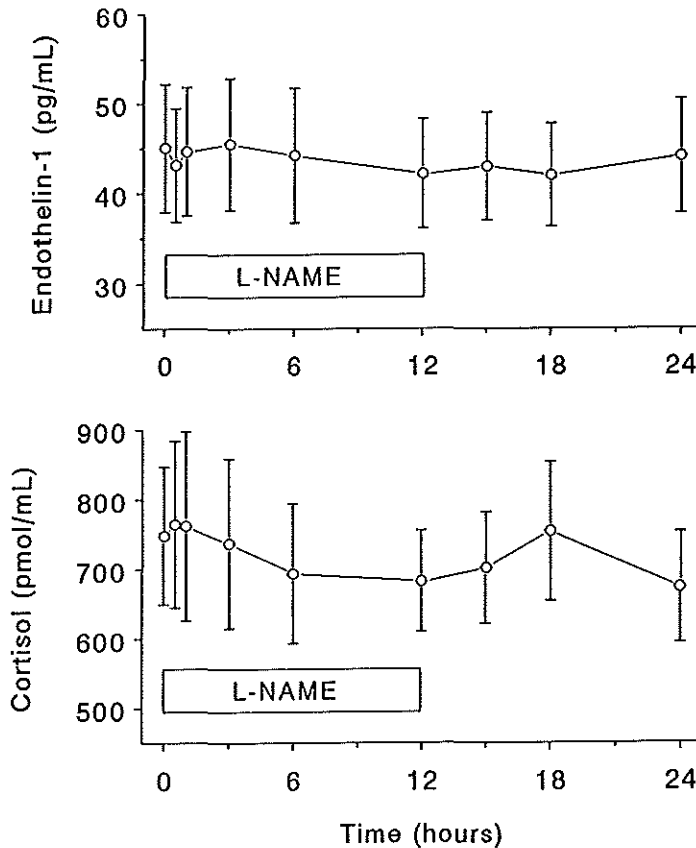 Endothelin-1 (pg/mL)
60
50
40
30
L-NAME
0 6 12 18 24
Cortisol (pmol/mL)
900
800
700
600
500
L-NAME
0 6 12 18 24
Time (hours)